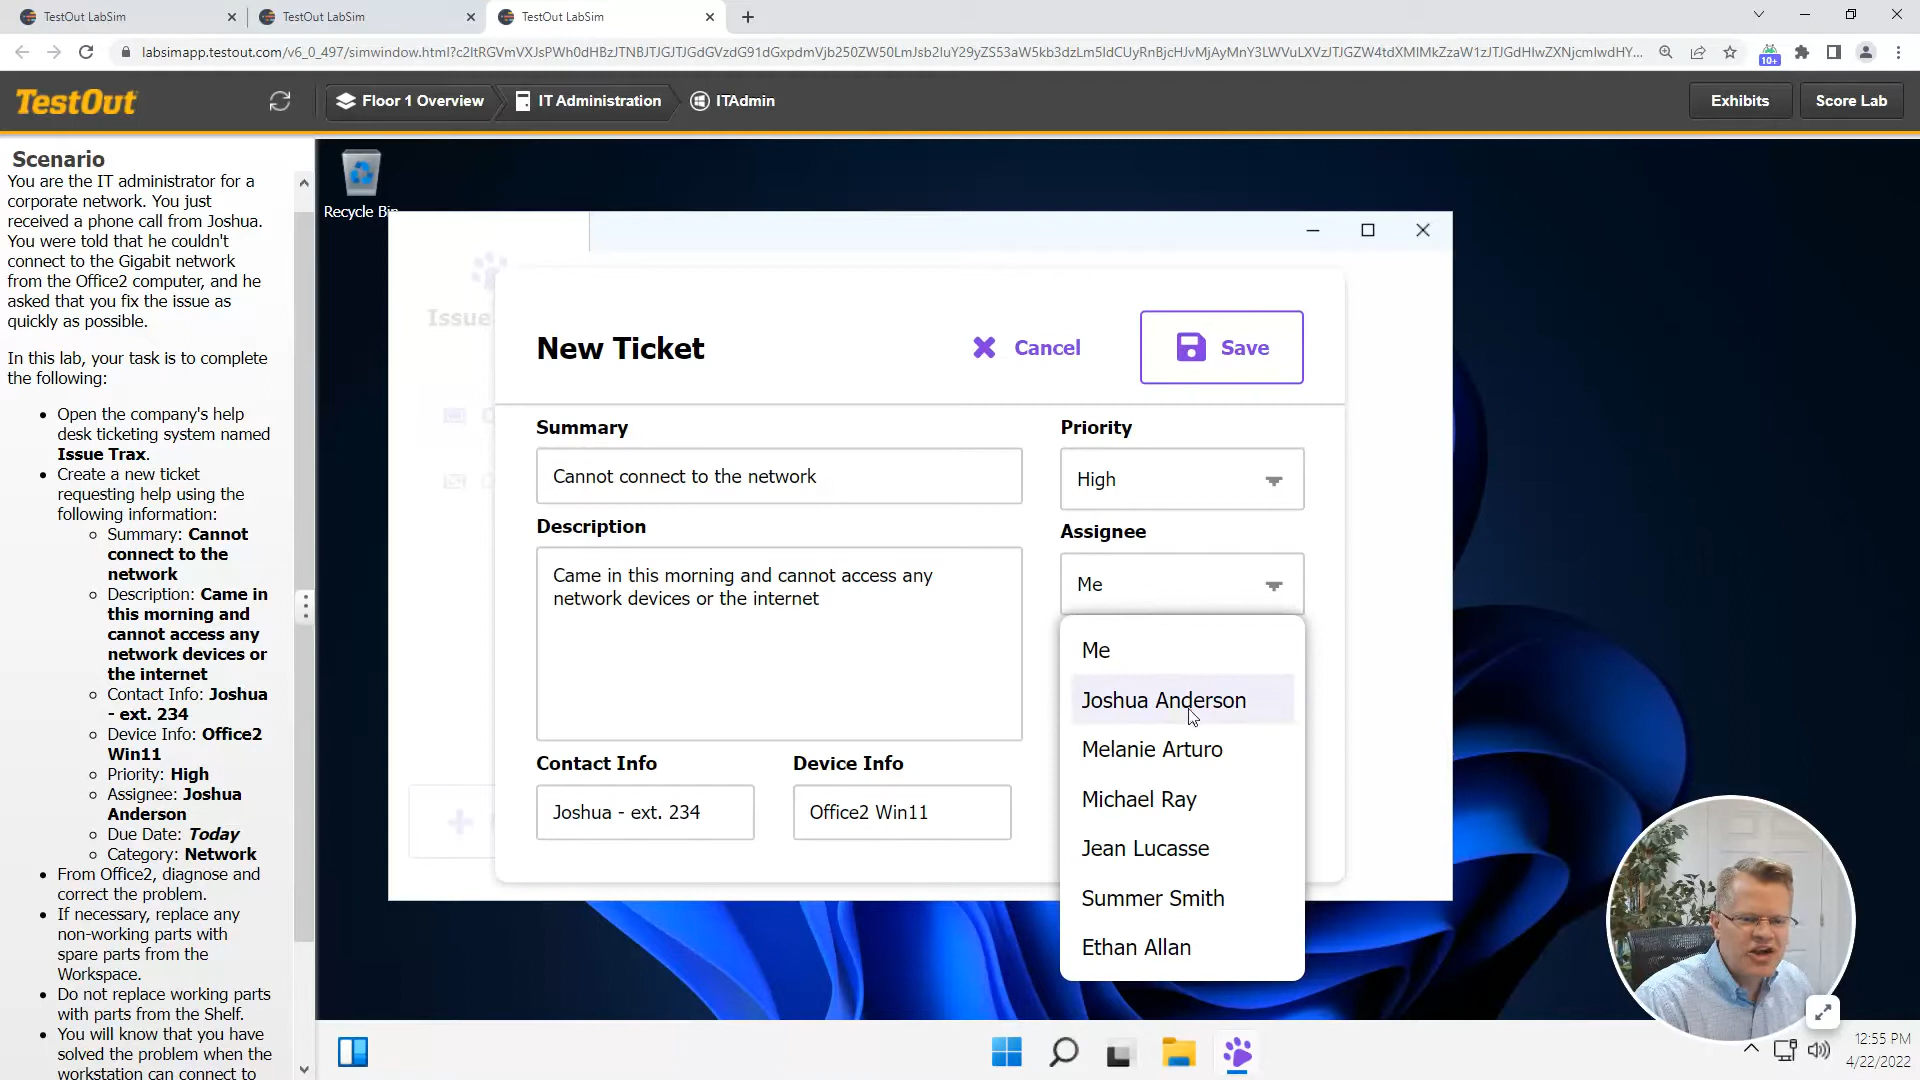 TestOut LabSim
TestOut LabSim
TestOut LabSim
10+
TestOut
Floor 1 Overview
IT Administration
ITAdmin
Exhibits
Score Lab
Scenario
You are the IT administrator for a
corporate network. You just
received a phone call from Joshua.
You were told that he couldn't
connect to the Gigabit network
from the Office2 computer, and he
asked that you fix the issue as
quickly as possible.
In this lab, your task is to complete
the following:
Open the company's help
desk ticketing system named
Issue Trax.
Create a new ticket
requesting help using the
following information:
Summary: Cannot
connect to the
network
Description: Came in
this morning and
cannot access any
network devices or
the internet
Contact Info: Joshua
- ext. 234
Device Info: Office2
Win11
Priority: High
Assignee: Joshua
Anderson
Due Date: Today
Category: Network
From Office2, diagnose and
correct the problem.
If necessary, replace any
non-working parts with
spare parts from the
Workspace.
Do not replace working parts
with parts from the Shelf.
You will know that you have
solved the problem when the
workstation can connect to
Recycle Bin
Issue
New Ticket
Cancel
Save
Summary
Cannot connect to the network
Priority
High
Description
Came in this morning and cannot access any
network devices or the internet
Assignee
Me
Me
Joshua Anderson
Melanie Arturo
Michael Ray
Jean Lucasse
Summer Smith
Ethan Allan
Contact Info
Joshua - ext. 234
Device Info
Office2 Win11
12:55 PM
4/22/2022